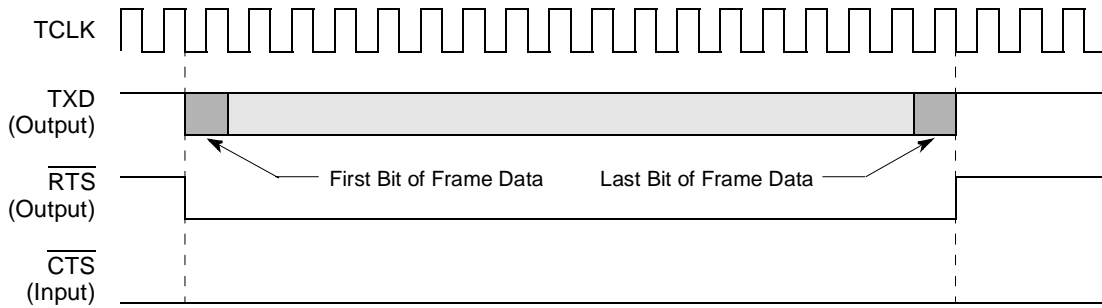 TCLK
TXD
(Output)
First Bit of Frame Data
Last Bit of Frame Data
RTS
(Output)
CTS
(Input)